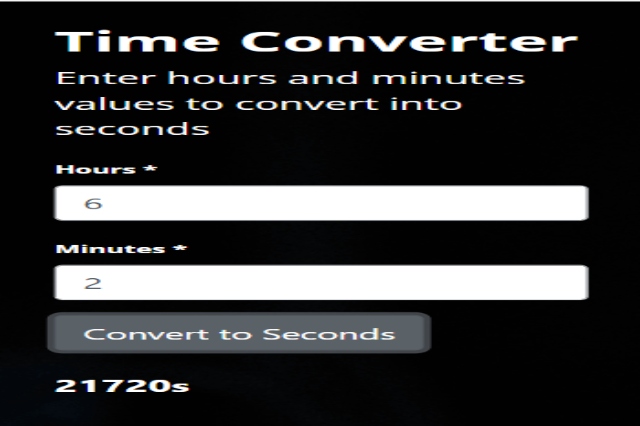 Time Converter
Enter hours and minutes
values to convert into
seconds
Hours *
6
Minutes *
2
Convert to Seconds
21720s